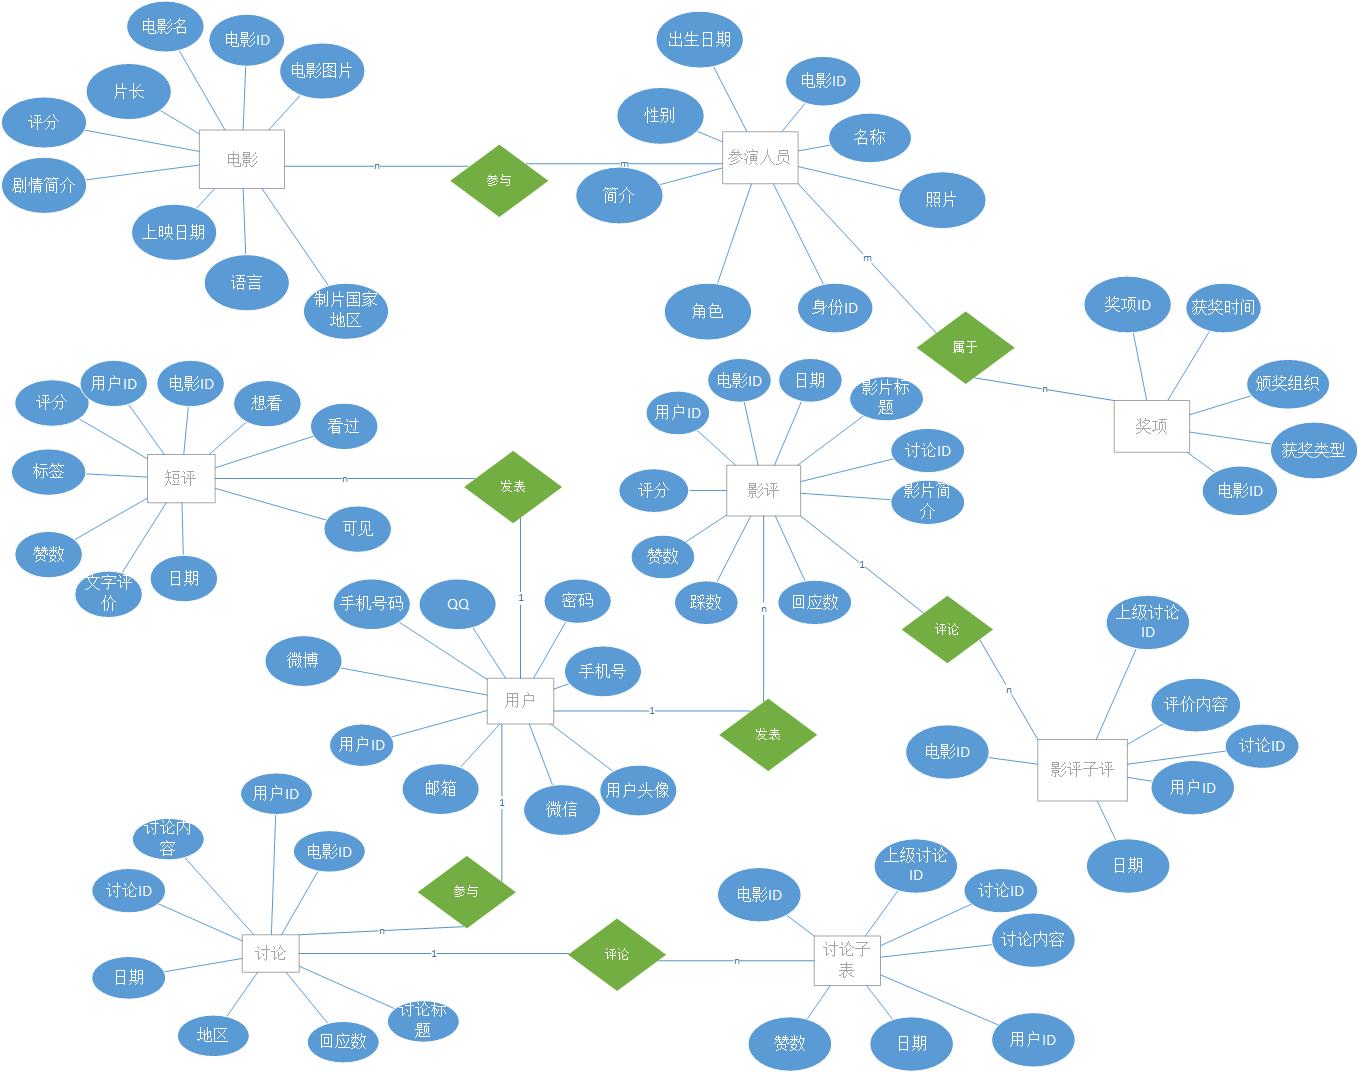 电影名
电影ID
电影图片
片长
评分
剧情简介
电影
上映日期
语言
制片国家
地区
n
参与
m
出生日期
电影ID
性别
名称
参演人员
简介
照片
角色
身份ID
m
属于
n
奖项ID
获奖时间
颁奖组织
奖项
获奖类型
电影ID
用户ID
电影ID
评分
想看
看过
标签
短评
可见
赞数
文字评
价
日期
n
发表
1
电影ID
日期
影片标
题
用户ID
讨论ID
评分
影评
影片简
介
赞数
踩数
回应数
1
评论
n
n
发表
1
手机号码
QQ
密码
微博
手机号
用户
用户ID
邮箱
微信
用户头像
1
参与
n
上级讨论
ID
评价内容
电影ID
讨论ID
影评子评
用户ID
日期
用户ID
讨论内
容
电影ID
讨论ID
讨论
日期
地区
回应数
讨论标
题
1
评论
n
上级讨论
ID
电影ID
讨论ID
讨论内容
讨论子
表
赞数
日期
用户ID